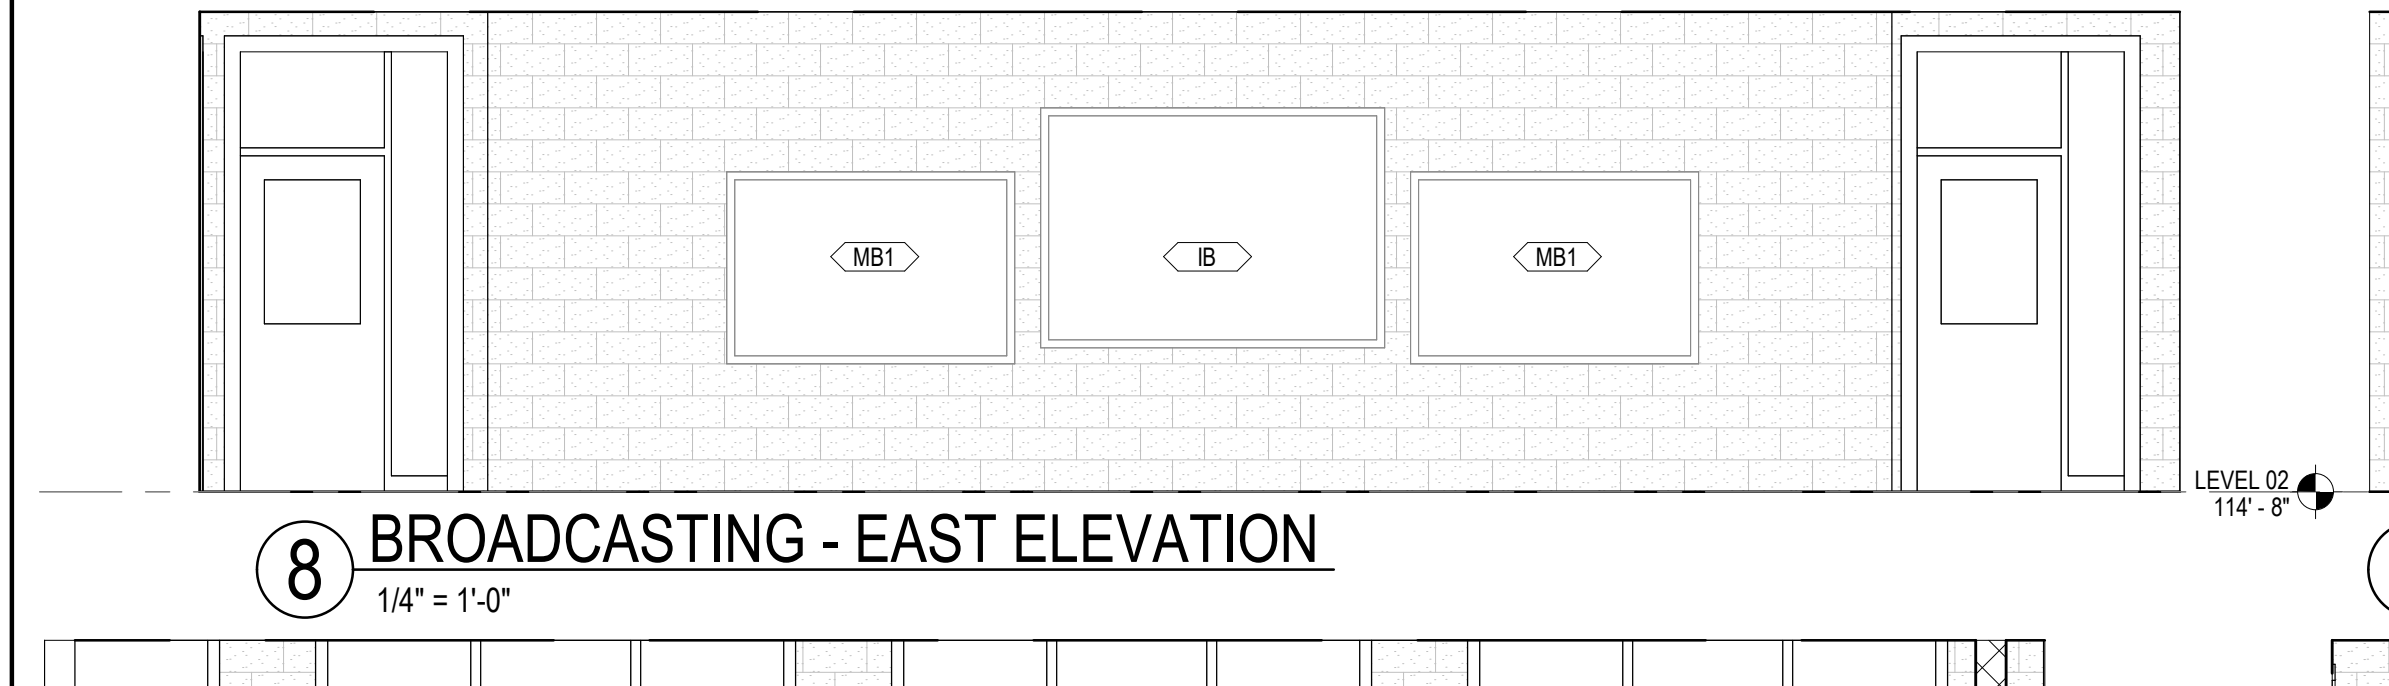 MB1
IB
MB1
LEVEL 02
114' - 8"
8
BROADCASTING - EAST ELEVATION
1/4" = 1'-0"